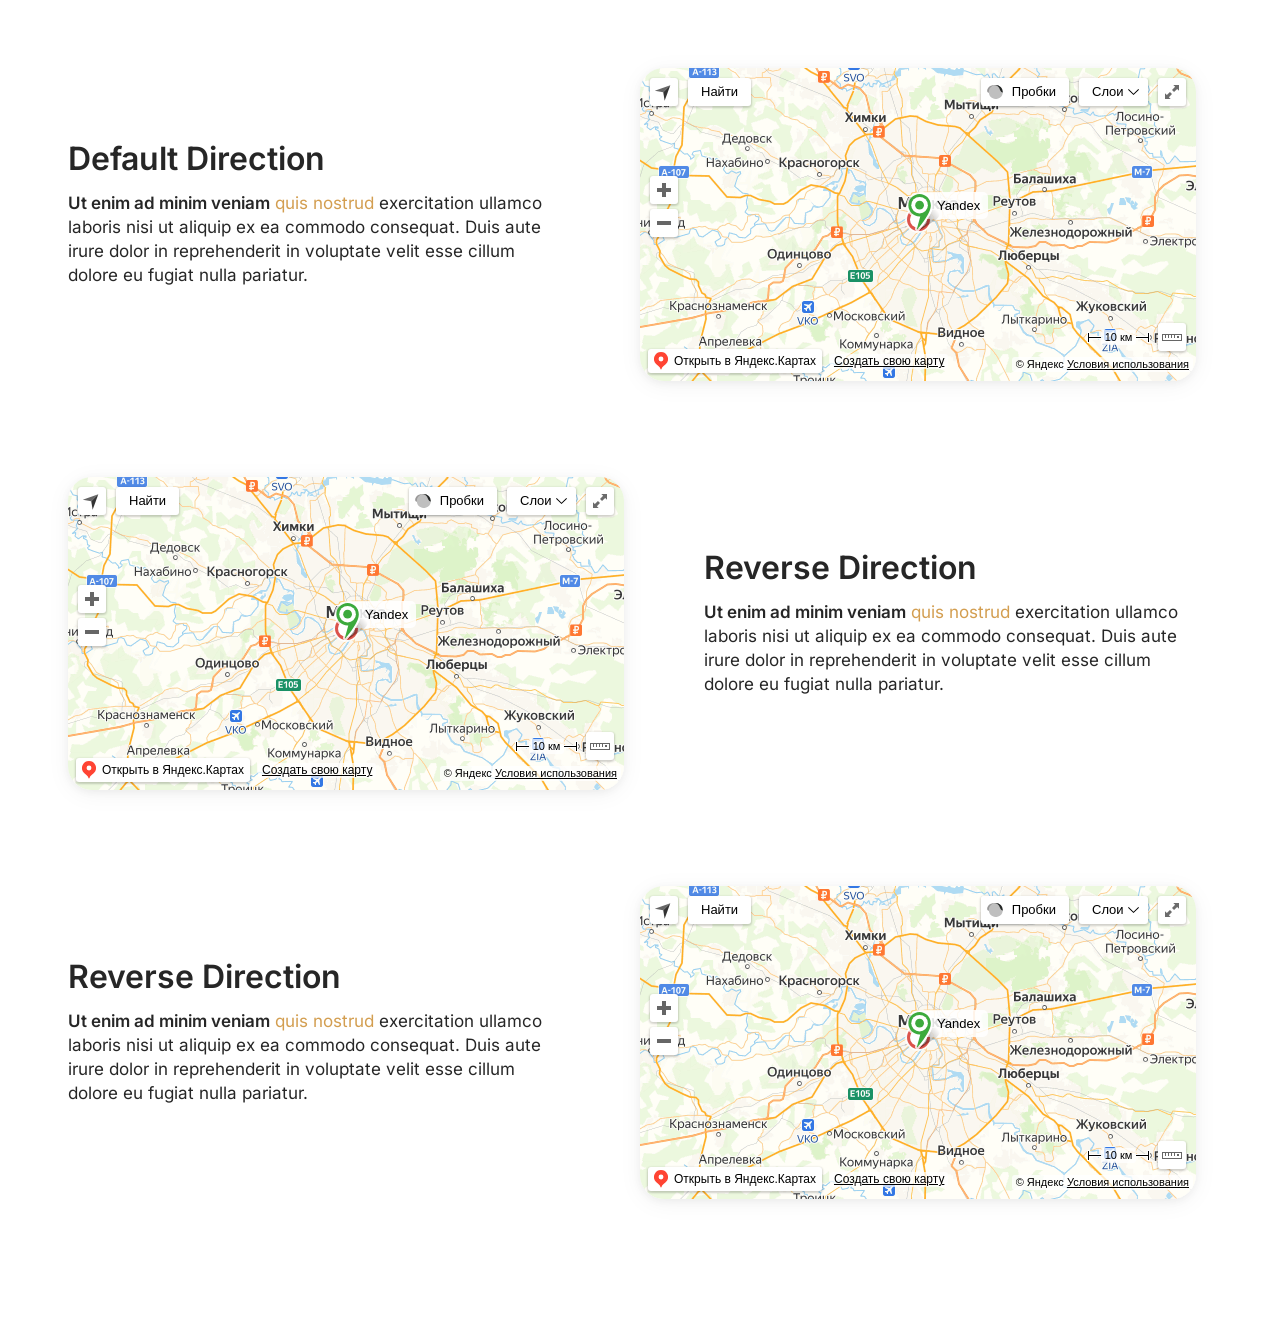 Default Direction
Ut enim ad minim veniam quis nostrud exercitation ullamco
laboris nisi ut aliquip ex ea commodo consequat. Duis aute
irure dolor in reprehenderit in voluptate velit esse cillum
dolore eu fugiat nulla pariatur.
A-113
SVO
Найти
Пробки
Слои
Мытищи
Химки
Лосино-
Петровский
Дедовск
Нахабино
Красногорск
A-107
M-7
Балашиха
Реутов
Yandex
Железнодорожный
Одинцово
Люберцы
E105
Краснознаменск
VKO
Московский
Жуковский
Лыткарино
Видное
Апрелевка
Коммунарка
10 км
ZIA
Открыть в Яндекс.Картах
Создать свою карту
© Яндекс Условия использования
A-113
SVO
Найти
Пробки
Слои
Мытищи
Химки
Лосино-
Петровский
Дедовск
Нахабино
Красногорск
A-107
M-7
Балашиха
Реутов
Yandex
Железнодорожный
Одинцово
Люберцы
E105
Краснознаменск
VKO
Московский
Жуковский
Лыткарино
Видное
Апрелевка
Коммунарка
10 км
ZIA
Открыть в Яндекс.Картах
Создать свою карту
© Яндекс Условия использования
Reverse Direction
Ut enim ad minim veniam quis nostrud exercitation ullamco
laboris nisi ut aliquip ex ea commodo consequat. Duis aute
irure dolor in reprehenderit in voluptate velit esse cillum
dolore eu fugiat nulla pariatur.
Reverse Direction
Ut enim ad minim veniam quis nostrud exercitation ullamco
laboris nisi ut aliquip ex ea commodo consequat. Duis aute
irure dolor in reprehenderit in voluptate velit esse cillum
dolore eu fugiat nulla pariatur.
A-113
SVO
Найти
Пробки
Слои
Мытищи
Химки
Лосино-
Петровский
Дедовск
Нахабино
Красногорск
A-107
M-7
Балашиха
Реутов
Yandex
Железнодорожный
Одинцово
Люберцы
E105
Краснознаменск
VKO
Московский
Жуковский
Лыткарино
Видное
Апрелевка
Коммунарка
10 км
ZIA
Открыть в Яндекс.Картах
Создать свою карту
© Яндекс Условия использования